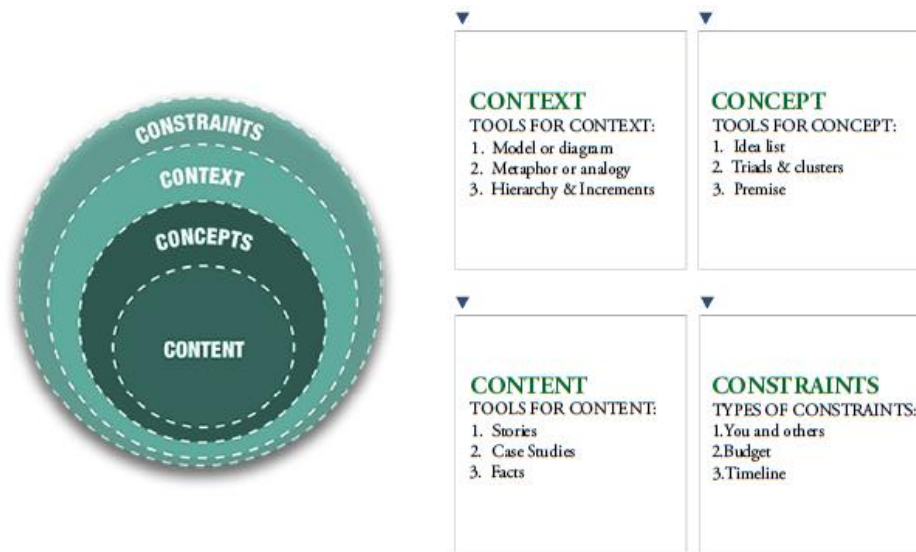 CONSTRAINTS
CONTEXT
CONCEPTS
CONTENT
CONTEXT
TOOLS FOR CONTEXT:
1. Model or diagram
2. Metaphor or analogy
3. Hierarchy & Increments
CONCEPT
TOOLS FOR CONCEPT:
1. Idea list
2. Triads & clusters
3. Premise
CONTENT
TOOLS FOR CONTENT:
1. Stories
2. Case Studies
3. Facts
CONSTRAINTS
TYPES OF CONSTRAINTS:
1.You and others
2.Budget
3.Timeline